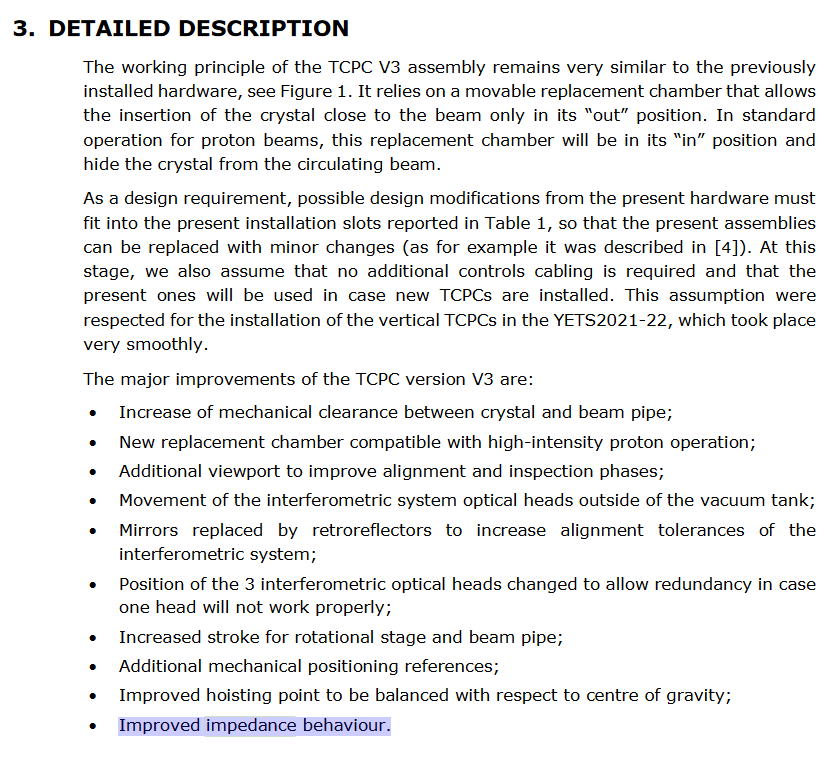 3. DETAILED DESCRIPTION
The working principle of the TCPC V3 assembly remains very similar to the previously
installed hardware, see Figure 1. It relies on a movable replacement chamber that allows
the insertion of the crystal close to the beam only in its “out” position. In standard
operation for proton beams, this replacement chamber will be in its “in” position and
hide the crystal from the circulating beam.
As a design requirement, possible design modifications from the present hardware must
fit into the present installation slots reported in Table 1, so that the present assemblies
can be replaced with minor changes (as for example it was described in [4]). At this
stage, we also assume that no additional controls cabling is required and that the
present ones will be used in case new TCPCs are installed. This assumption were
respected for the installation of the vertical TCPCs in the YETS2021-22, which took place
very smoothly.
The major improvements of the TCPC version V3 are:
• Increase of mechanical clearance between crystal and beam pipe;
• New replacement chamber compatible with high-intensity proton operation;
• Additional viewport to improve alignment and inspection phases;
• Movement of the interferometric system optical heads outside of the vacuum tank;
• Mirrors replaced by retroreflectors to increase alignment tolerances of the
interferometric system;
• Position of the 3 interferometric optical heads changed to allow redundancy in case
one head will not work properly;
• Increased stroke for rotational stage and beam pipe;
• Additional mechanical positioning references;
• Improved hoisting point to be balanced with respect to centre of gravity;
• Improved impedance behaviour.